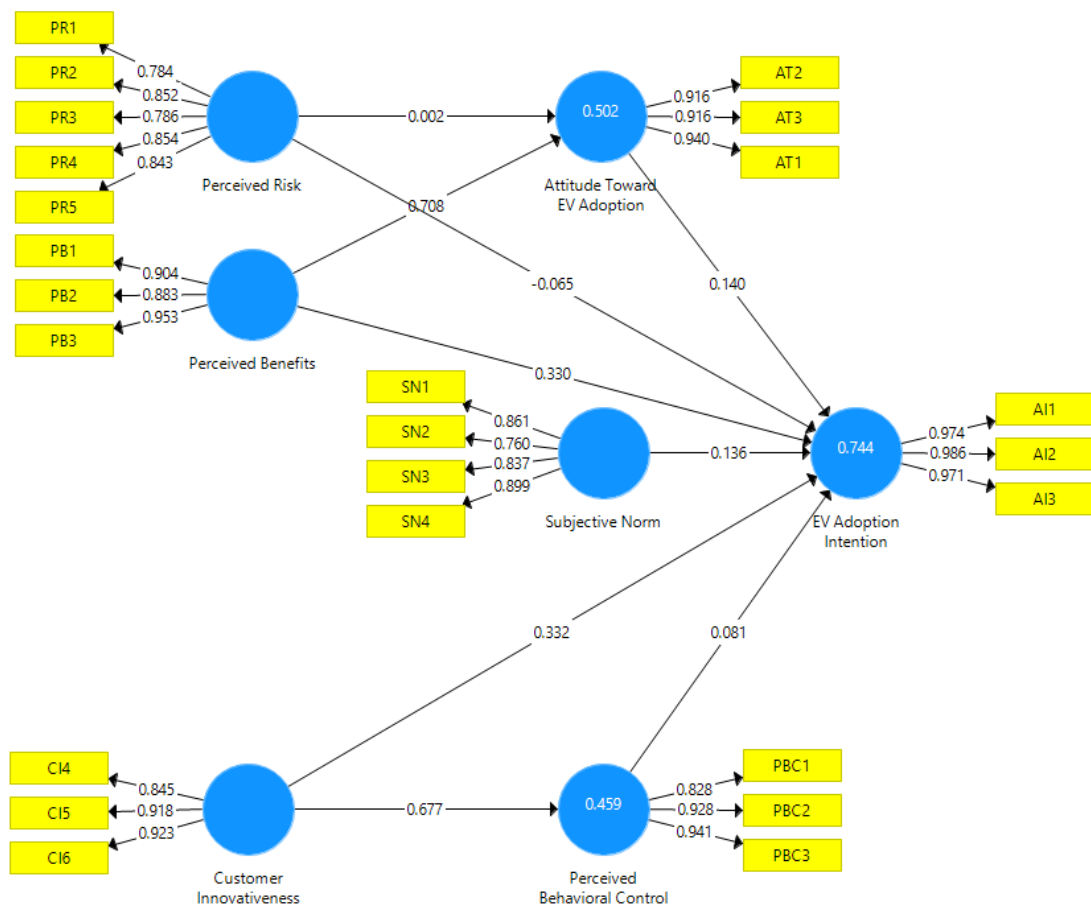 PR1
PR2
PR3
PR4
PR5
0.784
0.852
0.786
0.854
0.843
Perceived Risk
0.002
0.502
Attitude Toward
EV Adoption
0.916
0.916
0.940
AT2
AT3
AT1
PB1
PB2
PB3
0.904
0.883
0.953
Perceived Benefits
0.708
-0.065
0.140
0.330
SN1
SN2
SN3
SN4
0.861
0.760
0.837
0.899
Subjective Norm
0.136
0.744
EV Adoption
Intention
0.974
0.986
0.971
AI1
AI2
AI3
0.332
0.081
CI4
CI5
CI6
0.845
0.918
0.923
Customer
Innovativeness
0.677
0.459
Perceived
Behavioral Control
0.828
0.928
0.941
PBC1
PBC2
PBC3